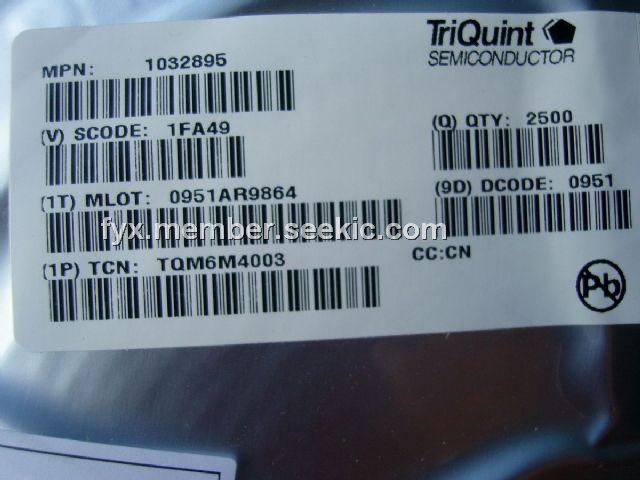 TriQuint
SEMICONDUCTOR
MPN: 1032895
(V) SCODE: 1FA49
(Q) QTY: 2500
(1T) MLOT: 0951AR9864
(9D) DCODE: 0951
fyx.member.seekic.com
(1P) TCN: TQM6M4003
CC:CN
Pb